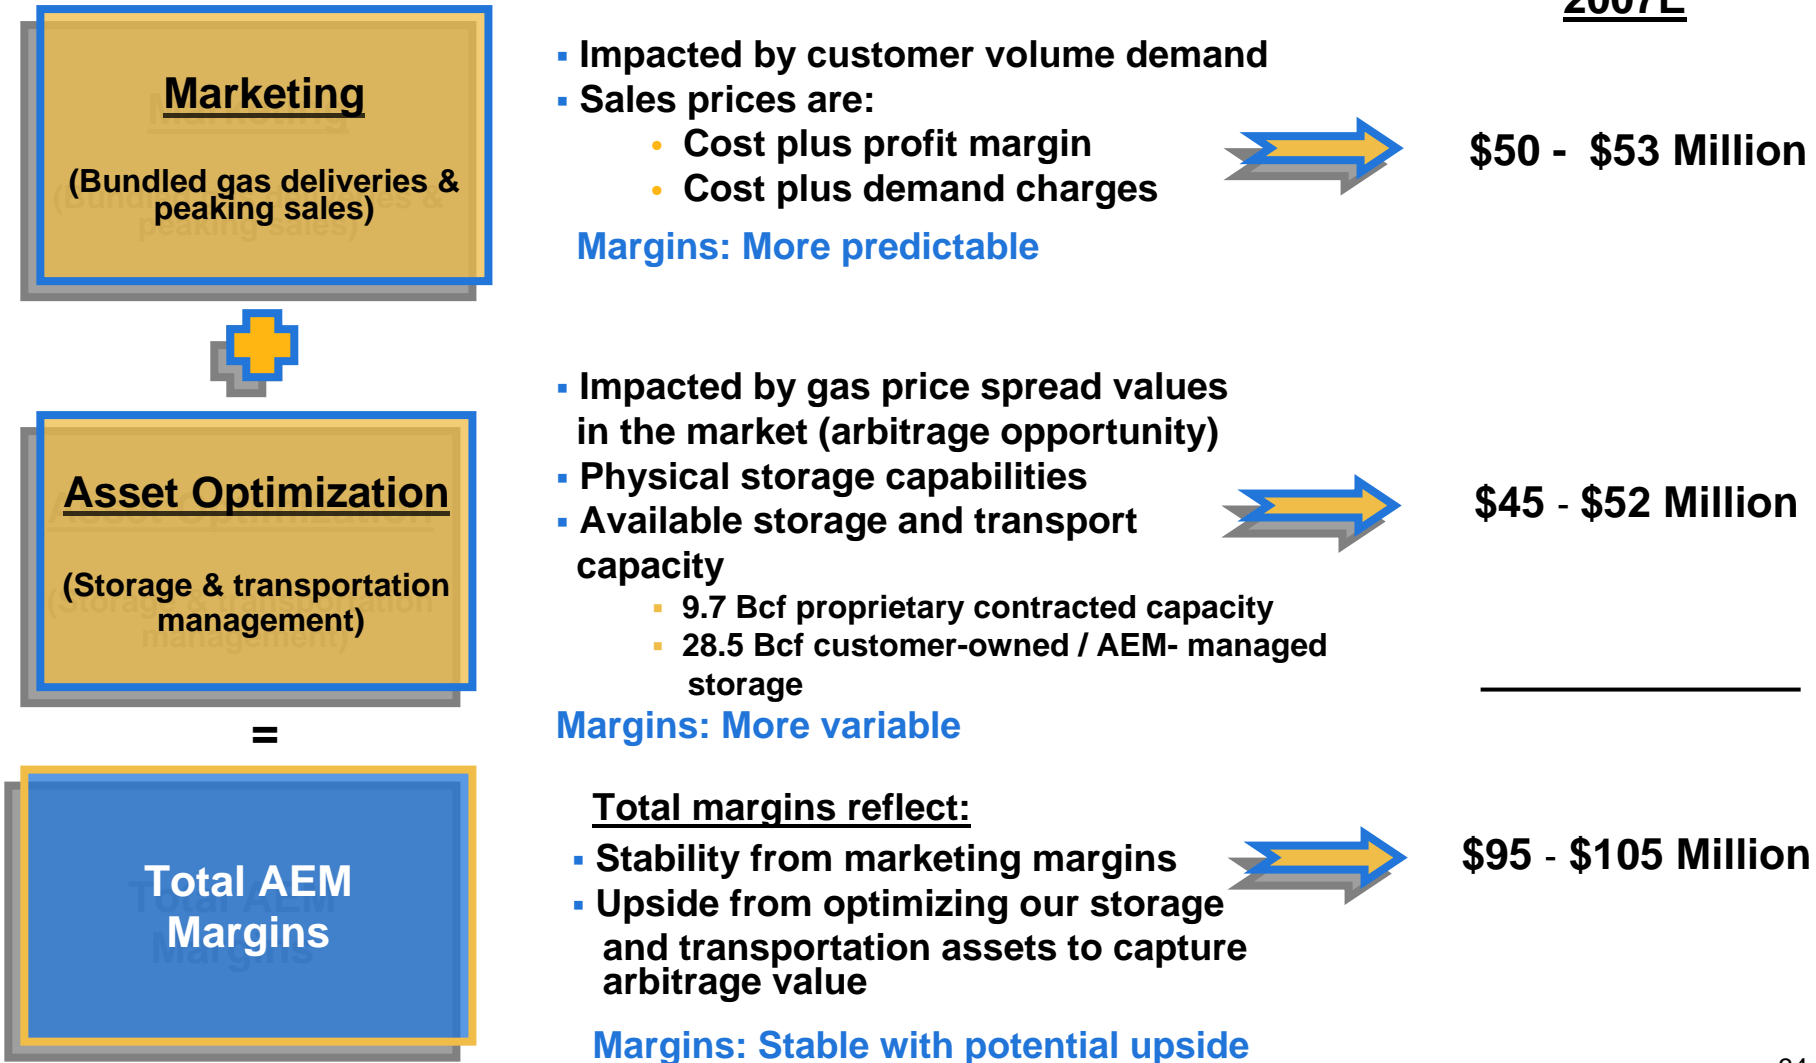 2007E
Marketing
(Bundled gas deliveries &
peaking sales)
▪ Impacted by customer volume demand
▪ Sales prices are:
• Cost plus profit margin
• Cost plus demand charges
Margins: More predictable
$50 - $53 Million
Asset Optimization
(Storage & transportation
management)
▪ Impacted by gas price spread values
in the market (arbitrage opportunity)
▪ Physical storage capabilities
▪ Available storage and transport
capacity
▪ 9.7 Bcf proprietary contracted capacity
▪ 28.5 Bcf customer-owned / AEM- managed
storage
Margins: More variable
$45 - $52 Million
=
Total AEM
Margins
Total margins reflect:
▪ Stability from marketing margins
▪ Upside from optimizing our storage
and transportation assets to capture
arbitrage value
Margins: Stable with potential upside
$95 - $105 Million